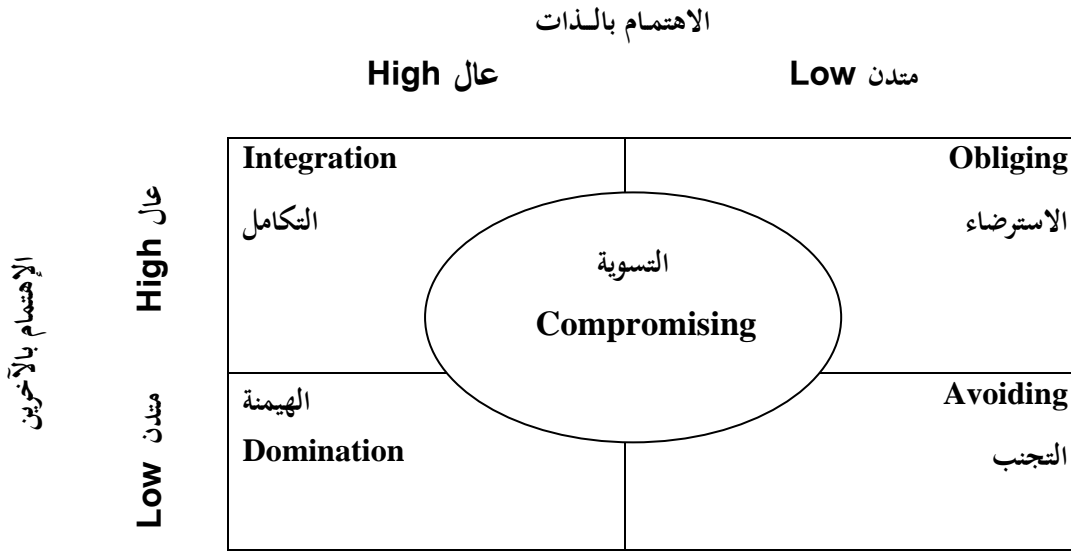 الاهتمام بالـذات
عال High
متدن Low
الإهتمام بالآخرين
عال High
متدن Low
Integration
التكامل
Obliging
الاسترضاء
التسوية
Compromising
الهيمنة
Domination
Avoiding
التجنب